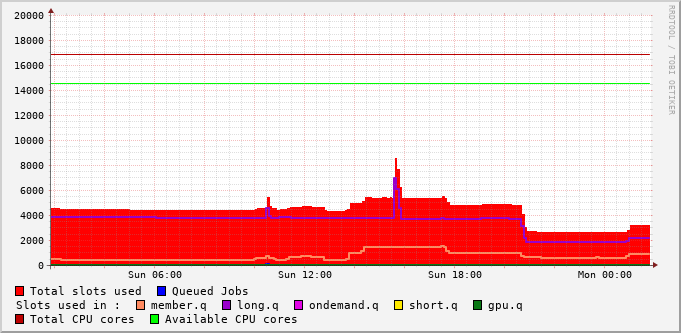 RRDTOOL / TOBI OETIKER
20000
18000
16000
14000
12000
10000
8000
6000
4000
2000
0
Sun 06:00 Sun 12:00 Sun 18:00 Mon 00:00
Total slots used Queued Jobs
Slots used in : member.q long.q ondemand.q short.q gpu.q
Total CPU cores Available CPU cores